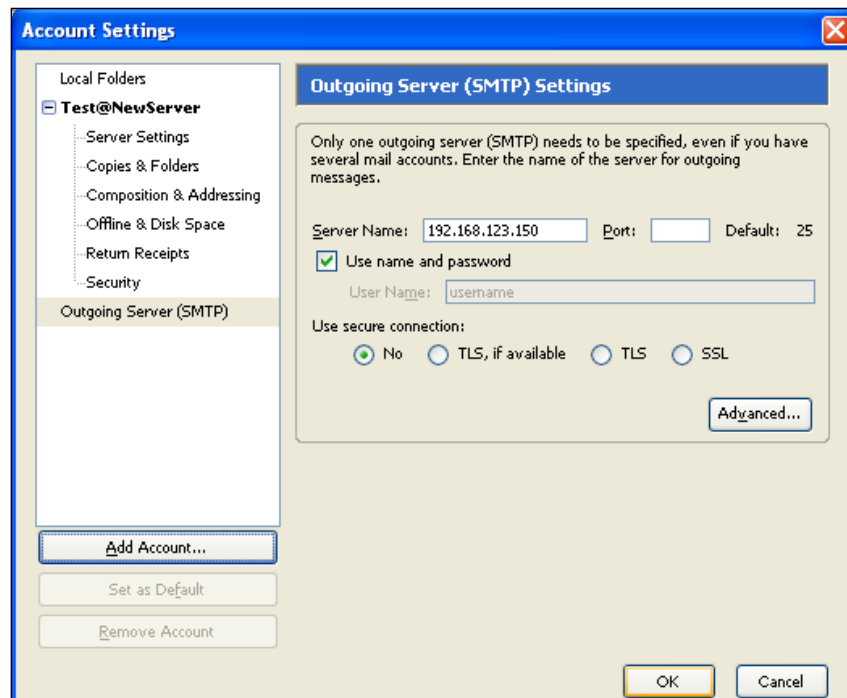 Account Settings
Local Folders
Test@NewServer
Server Settings
Copies & Folders
Composition & Addressing
Offline & Disk Space
Return Receipts
Security
Outgoing Server (SMTP)
Add Account...
Set as Default
Remove Account
Outgoing Server (SMTP) Settings
Only one outgoing server (SMTP) needs to be specified, even if you have
several mail accounts. Enter the name of the server for outgoing
messages.
Server Name: 192.168.123.150 Port: Default: 25
Use name and password
User Name: username
Use secure connection:
No TLS, if available TLS SSL
Advanced...
OK Cancel